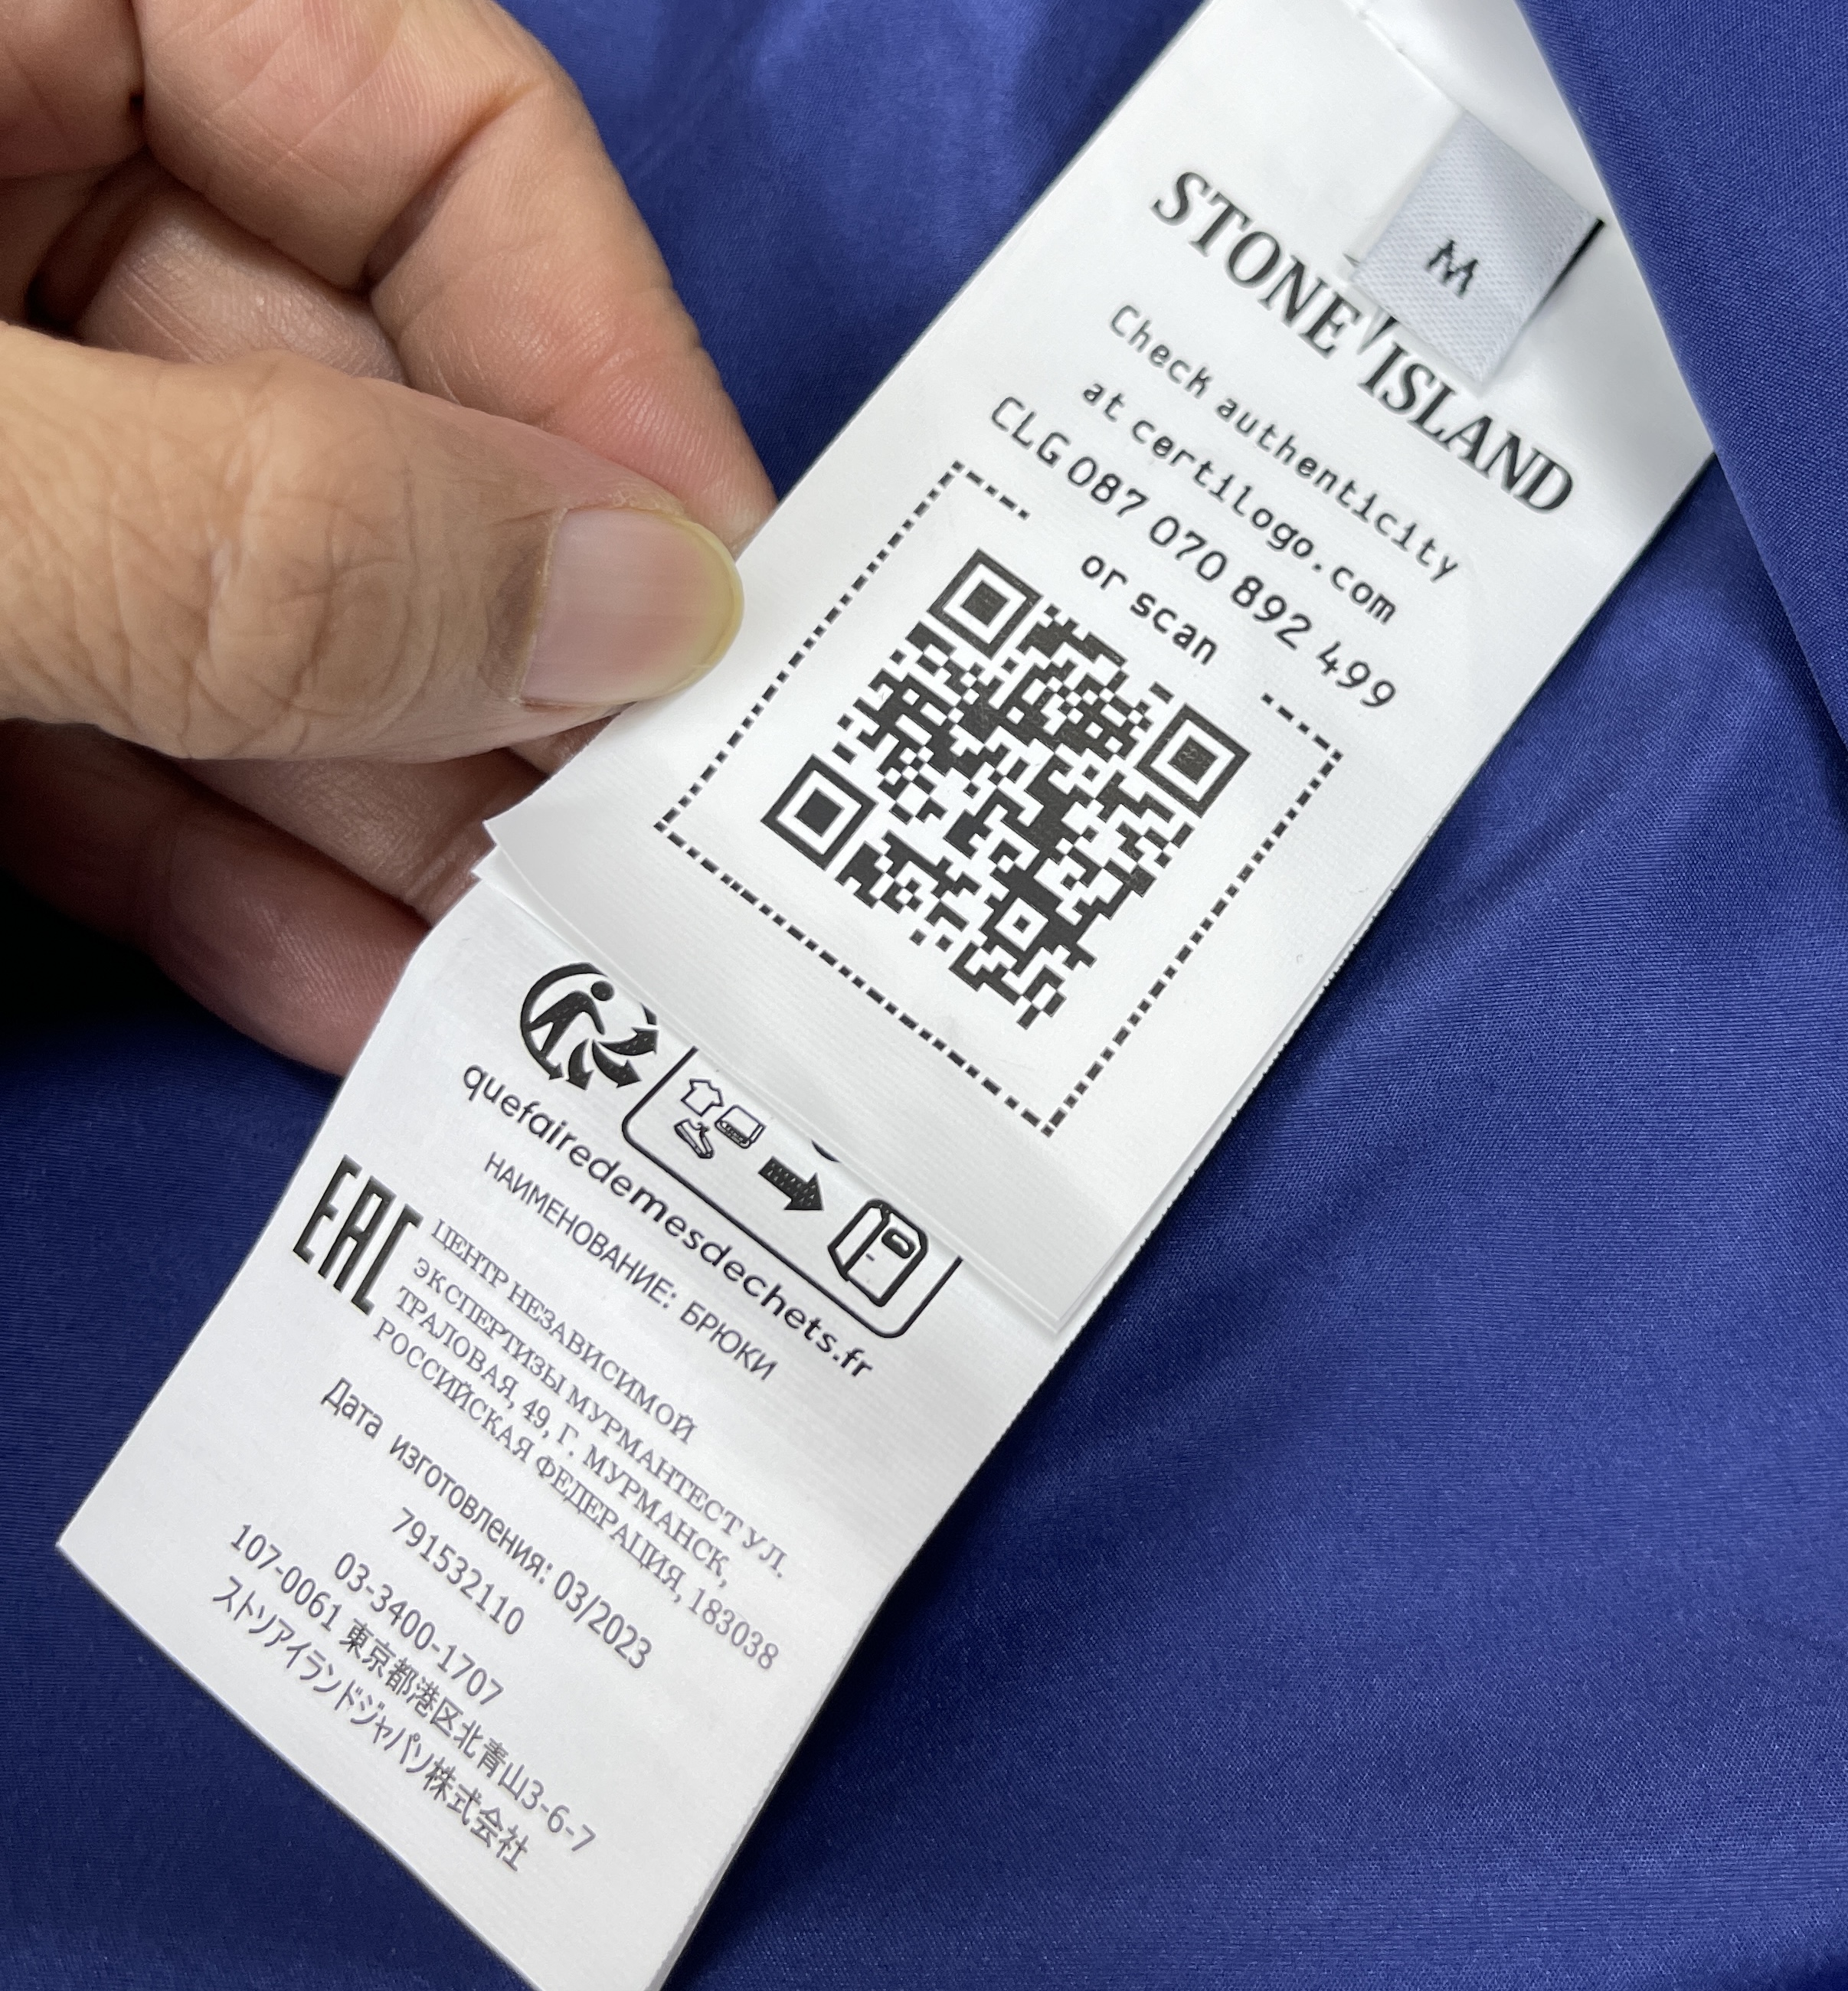 M
STONE ISLAND
Check authenticity
at certilogo.com
CLG 087 070 892 499
or scan
quefairedemesdechets.fr
НАИМЕНОВАНИЕ: БРЮКИ
EAC
ЦЕНТР НЕЗАВИСИМОЙ
ЭКСПЕРТИЗЫ МУРМАНТЕСТ УЛ.
ТРАЛОВАЯ, 49, Г. МУРМАНСК,
РОССИЙСКАЯ ФЕДЕРАЦИЯ, 183038
Дата изготовления: 03/2023
791532110
03-3400-1707
107-0061 東京都港区北青山3-6-7
ストソアイランドジャパソ株式会社